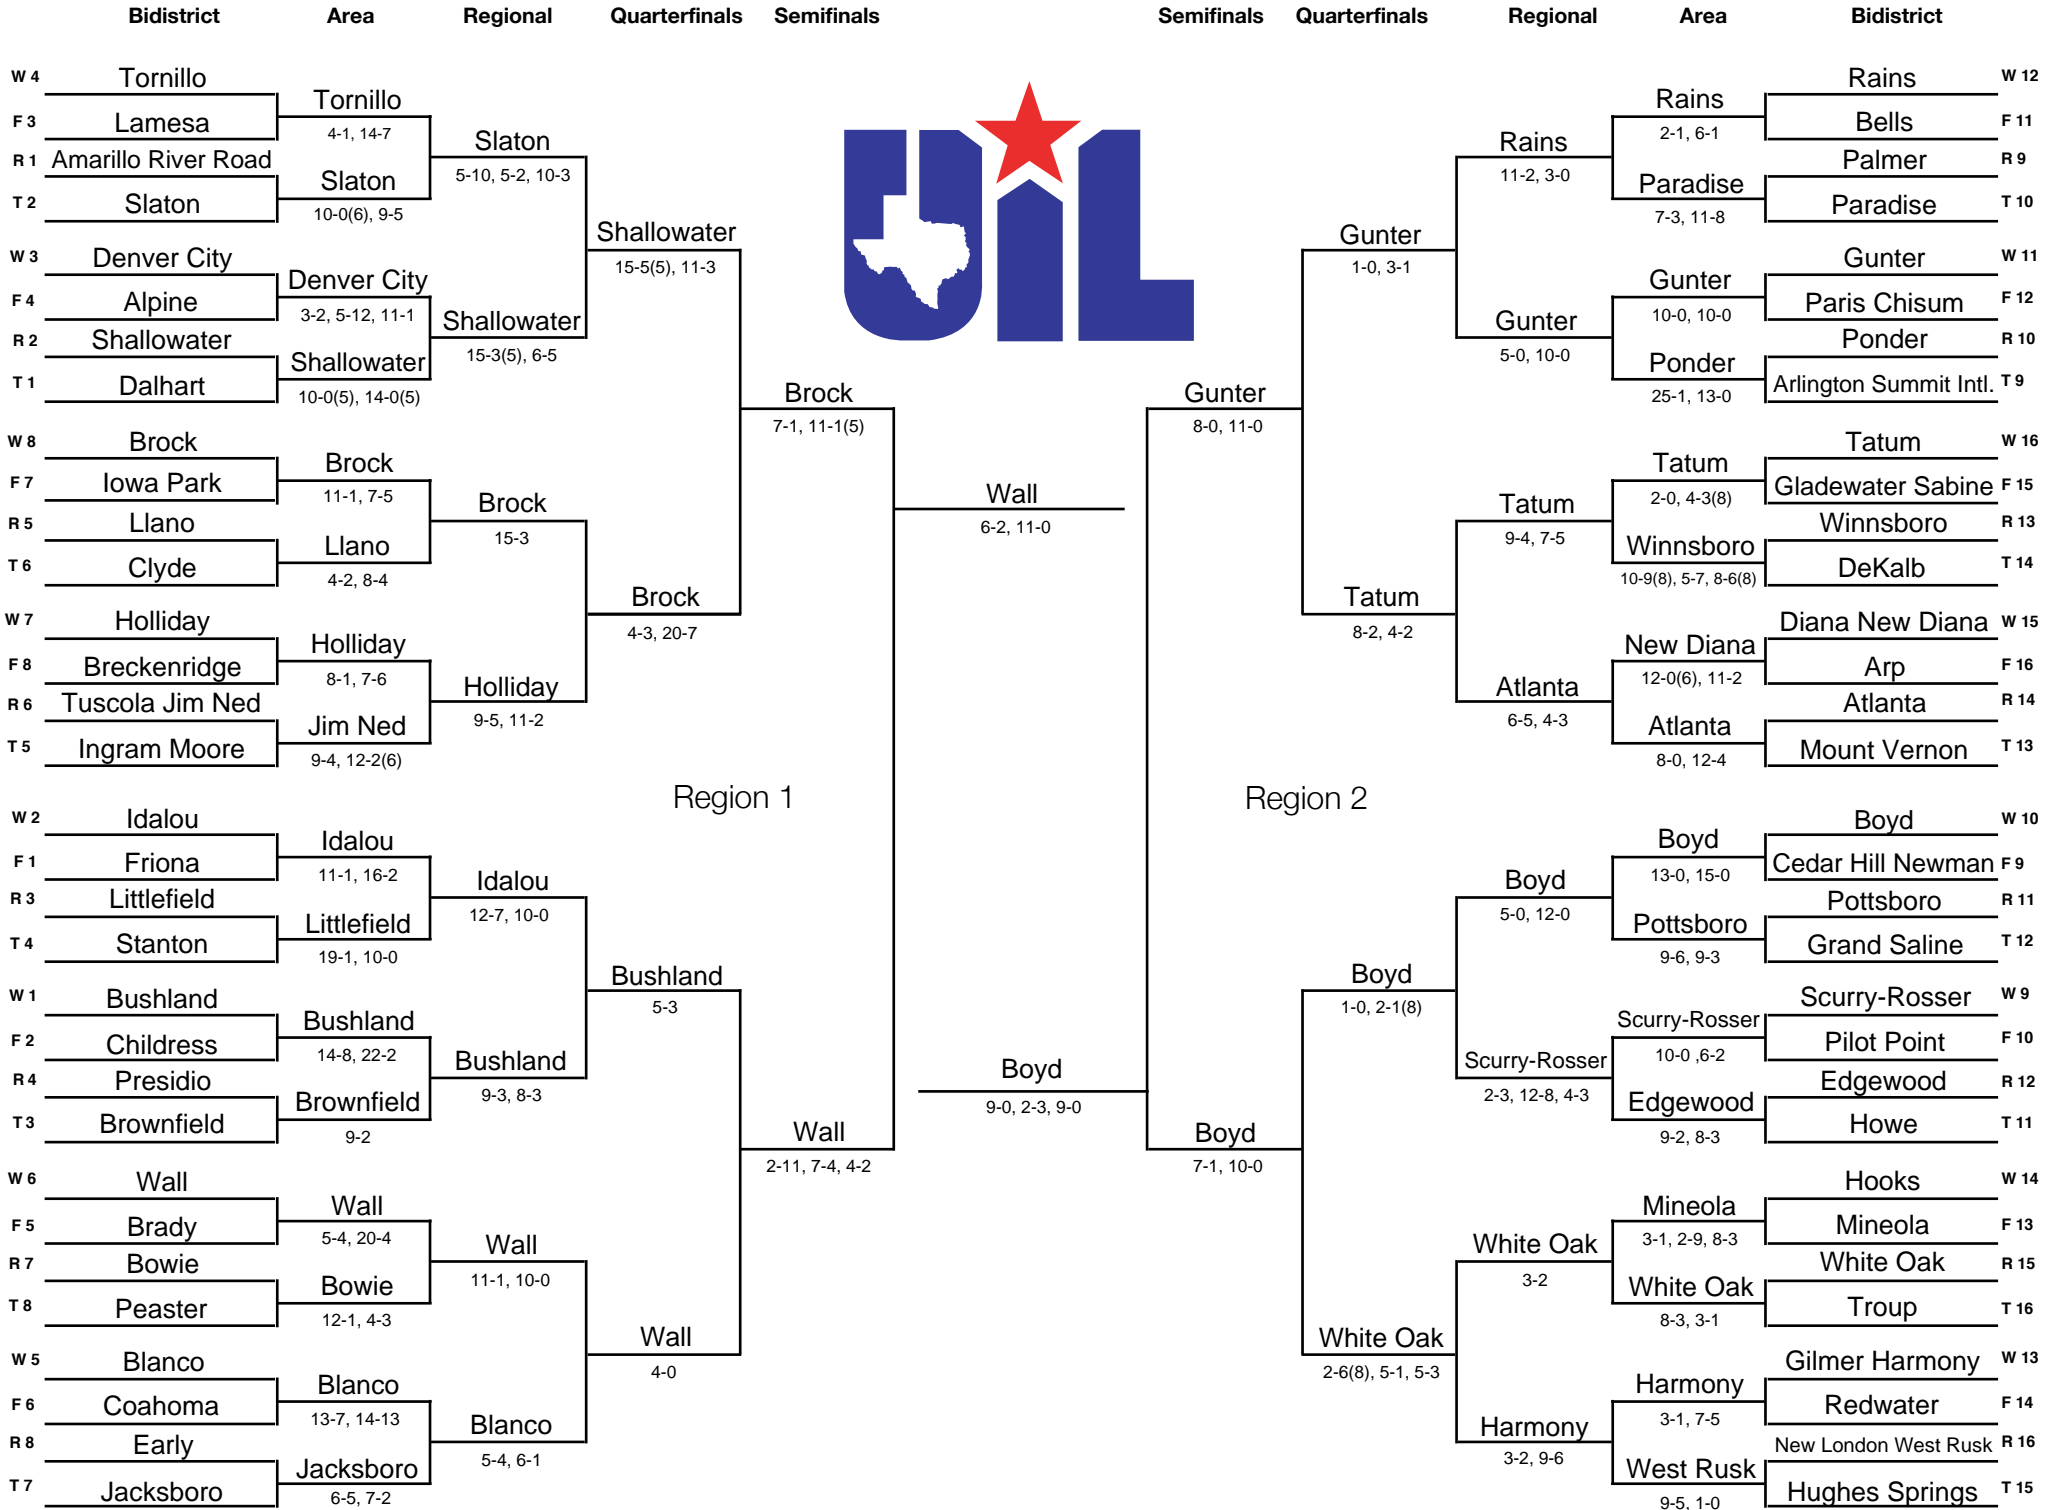 Bidistrict Area Regional Quarterfinals Semifinals Semifinals Quarterfinals Regional Area Bidistrict
W 4 Tornillo
F 3 Lamesa
R 1 Amarillo River Road
T 2 Slaton
W 3 Denver City
F 4 Alpine
R 2 Shallowater
T 1 Dalhart
W 8 Brock
F 7 Iowa Park
R 5 Llano
T 6 Clyde
W 7 Holliday
F 8 Breckenridge
R 6 Tuscola Jim Ned
T 5 Ingram Moore
W 2 Idalou
F 1 Friona
R 3 Littlefield
T 4 Stanton
W 1 Bushland
F 2 Childress
R 4 Presidio
T 3 Brownfield
W 6 Wall
F 5 Brady
R 7 Bowie
T 8 Peaster
W 5 Blanco
F 6 Coahoma
R 8 Early
T 7 Jacksboro
Tornillo
4-1, 14-7
Slaton
10-0(6), 9-5
Denver City
3-2, 5-12, 11-1
Shallowater
10-0(5), 14-0(5)
Brock
11-1, 7-5
Llano
4-2, 8-4
Holliday
8-1, 7-6
Jim Ned
9-4, 12-2(6)
Idalou
11-1, 16-2
Littlefield
19-1, 10-0
Bushland
14-8, 22-2
Brownfield
9-2
Wall
5-4, 20-4
Bowie
12-1, 4-3
Blanco
13-7, 14-13
Jacksboro
6-5, 7-2
Slaton
5-10, 5-2, 10-3
Shallowater
15-3(5), 6-5
Brock
15-3
Holliday
9-5, 11-2
Idalou
12-7, 10-0
Bushland
9-3, 8-3
Wall
11-1, 10-0
Blanco
5-4, 6-1
Shallowater
15-5(5), 11-3
Brock
4-3, 20-7
Region 1
Bushland
5-3
Wall
4-0
Brock
7-1, 11-1(5)
Wall
2-11, 7-4, 4-2
UIL
Wall
6-2, 11-0
Boyd
9-0, 2-3, 9-0
Gunter
8-0, 11-0
Boyd
7-1, 10-0
Gunter
1-0, 3-1
Tatum
8-2, 4-2
Region 2
Boyd
1-0, 2-1(8)
White Oak
2-6(8), 5-1, 5-3
Rains
11-2, 3-0
Gunter
5-0, 10-0
Tatum
9-4, 7-5
Atlanta
6-5, 4-3
Boyd
5-0, 12-0
Scurry-Rosser
2-3, 12-8, 4-3
White Oak
3-2
Harmony
3-2, 9-6
Rains
2-1, 6-1
Paradise
7-3, 11-8
Gunter
10-0, 10-0
Ponder
25-1, 13-0
Tatum
2-0, 4-3(8)
Winnsboro
10-9(8), 5-7, 8-6(8)
New Diana
12-0(6), 11-2
Atlanta
8-0, 12-4
Boyd
13-0, 15-0
Pottsboro
9-6, 9-3
Scurry-Rosser
10-0 ,6-2
Edgewood
9-2, 8-3
Mineola
3-1, 2-9, 8-3
White Oak
8-3, 3-1
Harmony
3-1, 7-5
West Rusk
9-5, 1-0
Rains W 12
Bells F 11
Palmer R 9
Paradise T 10
Gunter W 11
Paris Chisum F 12
Ponder R 10
Arlington Summit Intl. T 9
Tatum W 16
Gladewater Sabine F 15
Winnsboro R 13
DeKalb T 14
Diana New Diana W 15
Arp F 16
Atlanta R 14
Mount Vernon T 13
Boyd W 10
Cedar Hill Newman F 9
Pottsboro R 11
Grand Saline T 12
Scurry-Rosser W 9
Pilot Point F 10
Edgewood R 12
Howe T 11
Hooks W 14
Mineola F 13
White Oak R 15
Troup T 16
Gilmer Harmony W 13
Redwater F 14
New London West Rusk R 16
Hughes Springs T 15